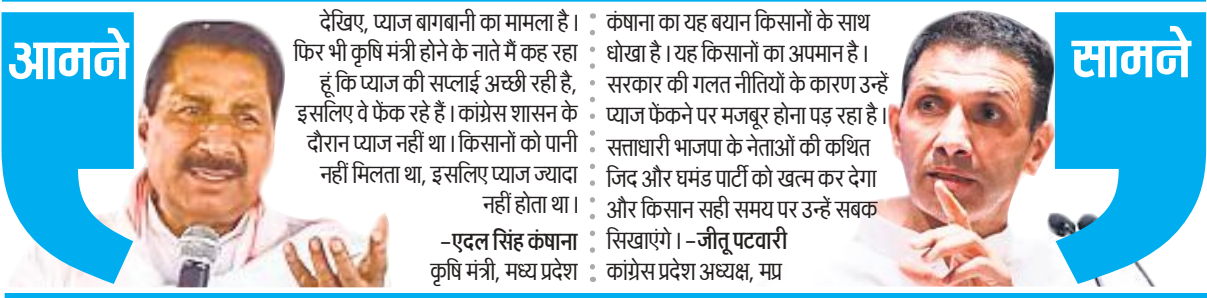 आमने
देखिए, प्याज बागबानी का मामला है।
फिर भी कृषि मंत्री होने के नाते मैं कह रहा
हूं कि प्याज की सप्लाई अच्छी रही है,
इसलिए वे फेंक रहे हैं। कांग्रेस शासन के
दौरान प्याज नहीं था। किसानों को पानी
नहीं मिलता था, इसलिए प्याज ज्यादा
नहीं होता था।
-एदल सिंह कंषाना
कृषि मंत्री, मध्य प्रदेश
कंषाना का यह बयान किसानों के साथ
धोखा है। यह किसानों का अपमान है।
सरकार की गलत नीतियों के कारण उन्हें
प्याज फेंकने पर मजबूर होना पड़ रहा है।
सत्ताधारी भाजपा के नेताओं की कथित
जिद और घमंड पार्टी को खत्म कर देगा
और किसान सही समय पर उन्हें सबक
सिखाएंगे। -जीतू पटवारी
कांग्रेस प्रदेश अध्यक्ष, मप्र
सामने